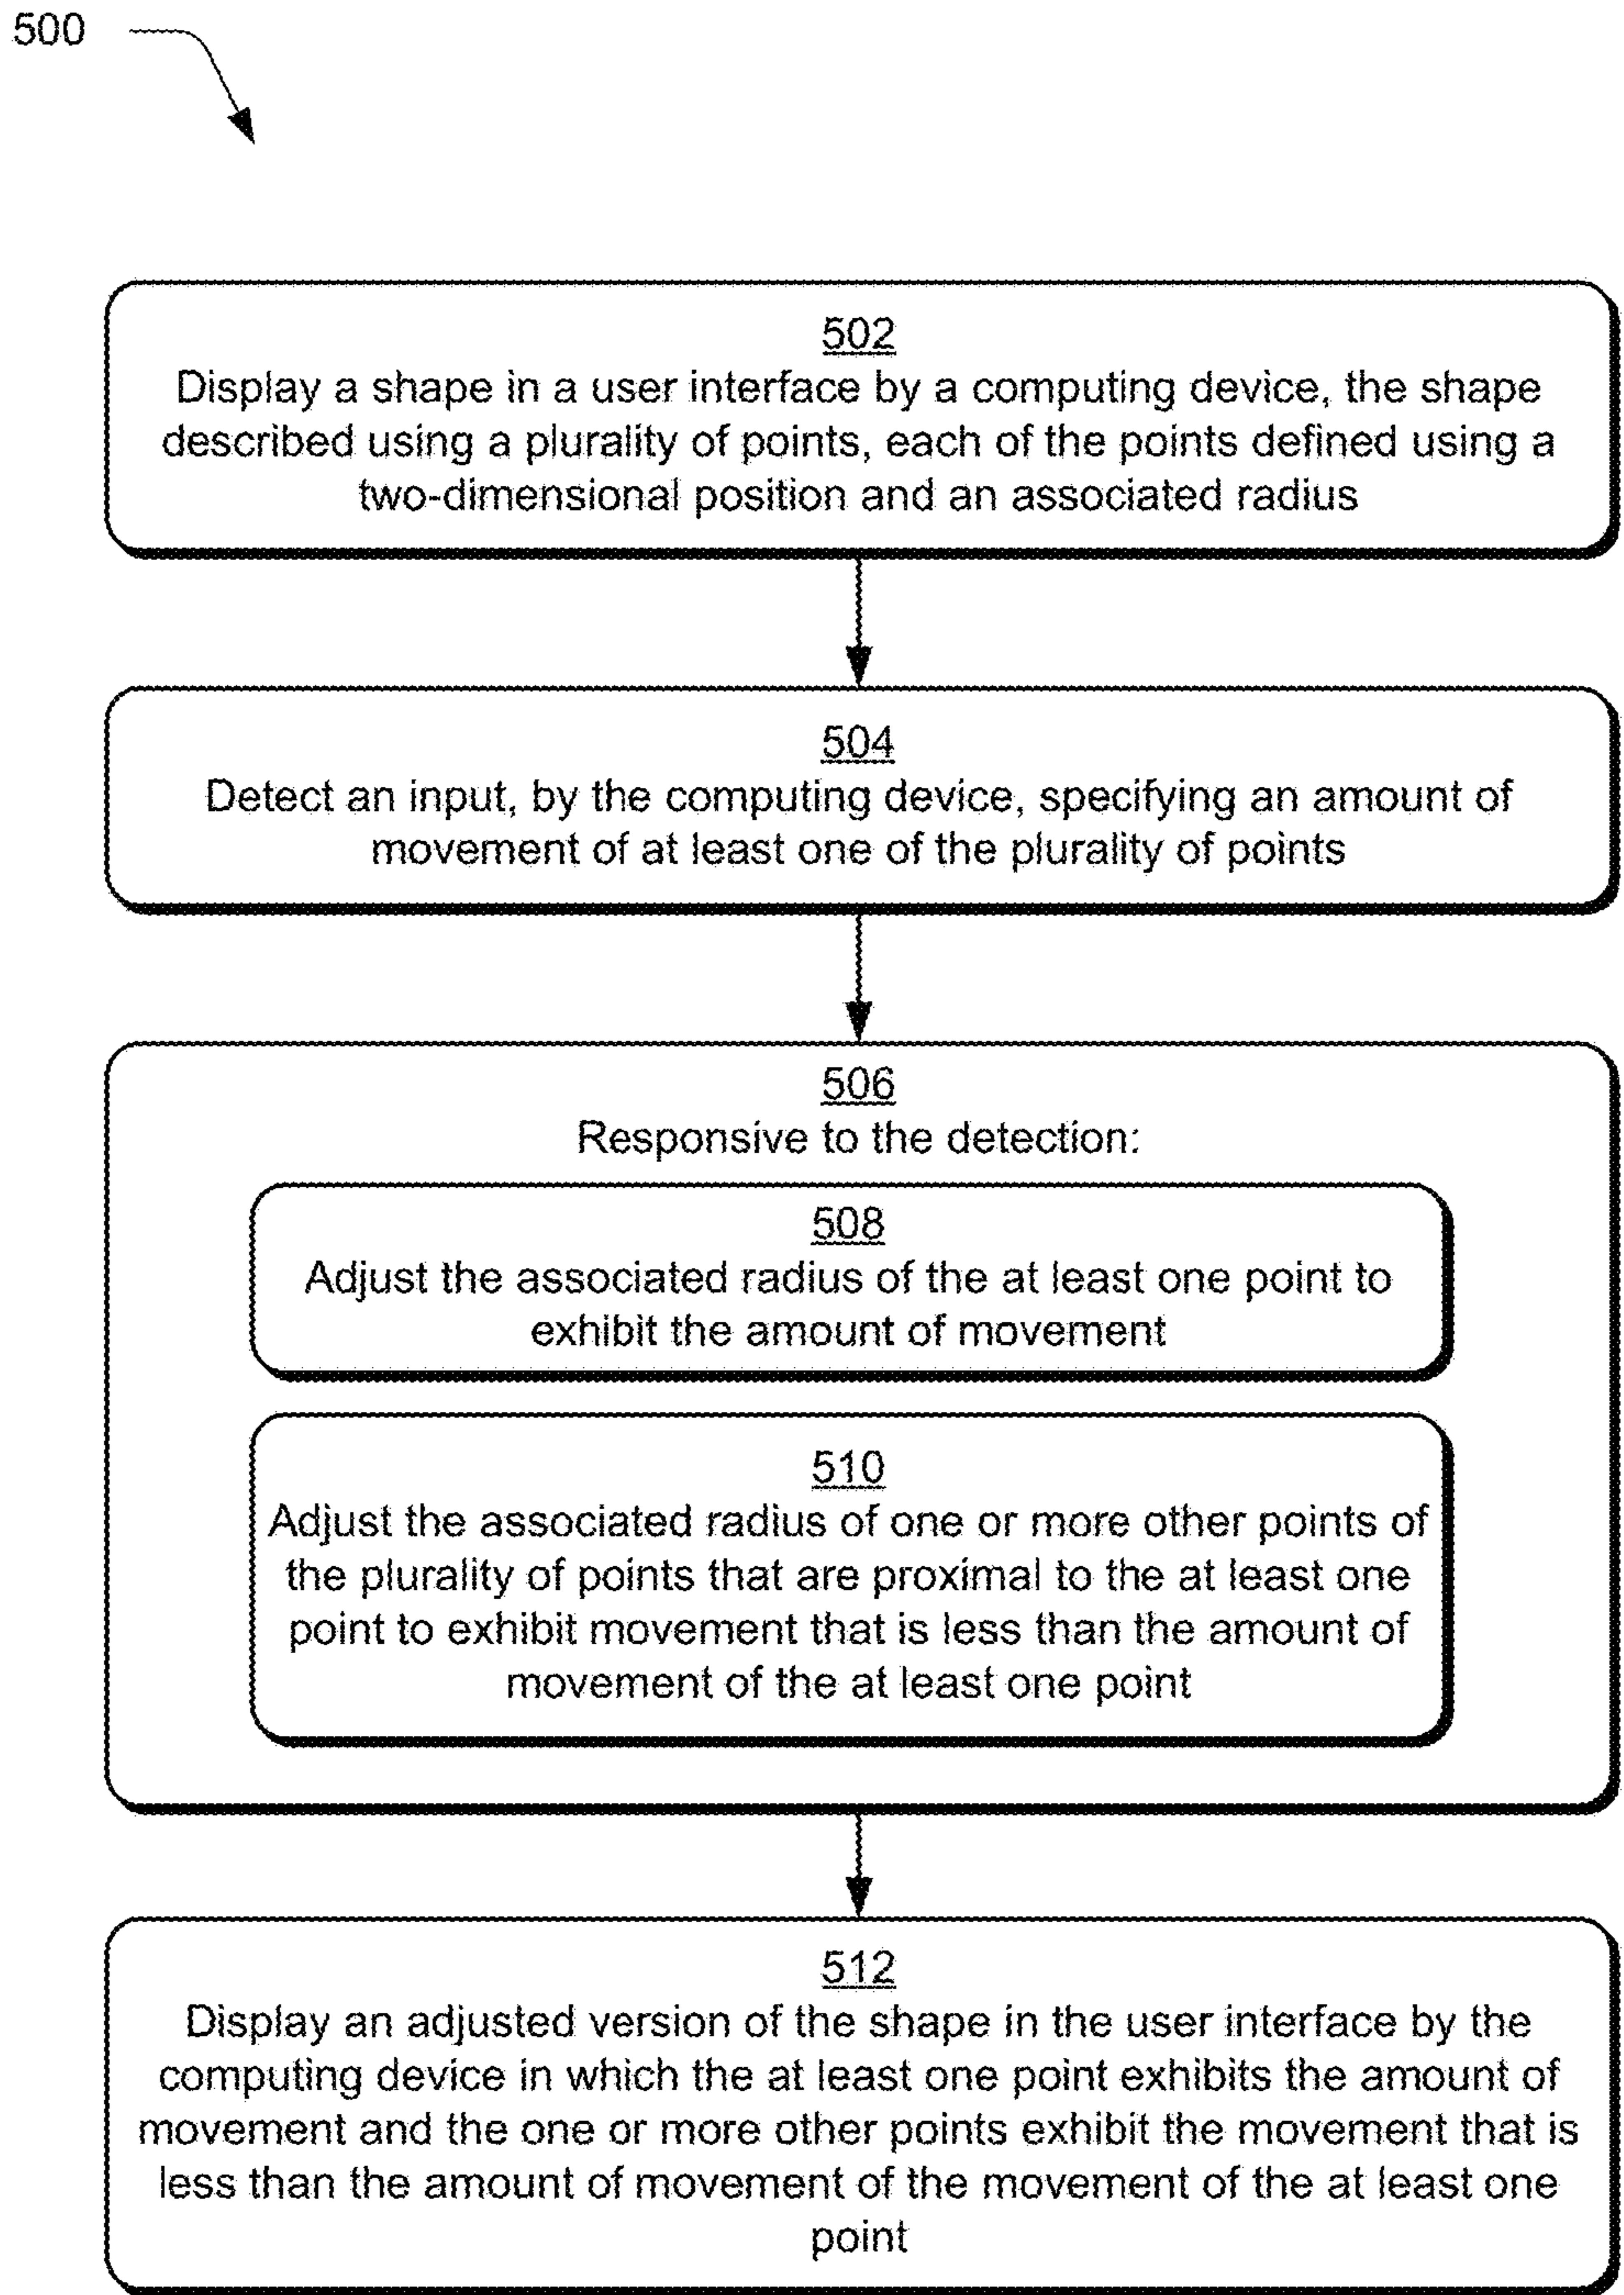 500
502
Display a shape in a user interface by a computing device, the shape
described using a plurality of points, each of the points defined using a
two-dimensional position and an associated radius
504
Detect an input, by the computing device, specifying an amount of
movement of at least one of the plurality of points
506
Responsive to the detection:
508
Adjust the associated radius of the at least one point to
exhibit the amount of movement
510
Adjust the associated radius of one or more other points of
the plurality of points that are proximal to the at least one
point to exhibit movement that is less than the amount of
movement of the at least one point
512
Display an adjusted version of the shape in the user interface by the
computing device in which the at least one point exhibits the amount of
movement and the one or more other points exhibit the movement that is
less than the amount of movement of the movement of the at least one
point